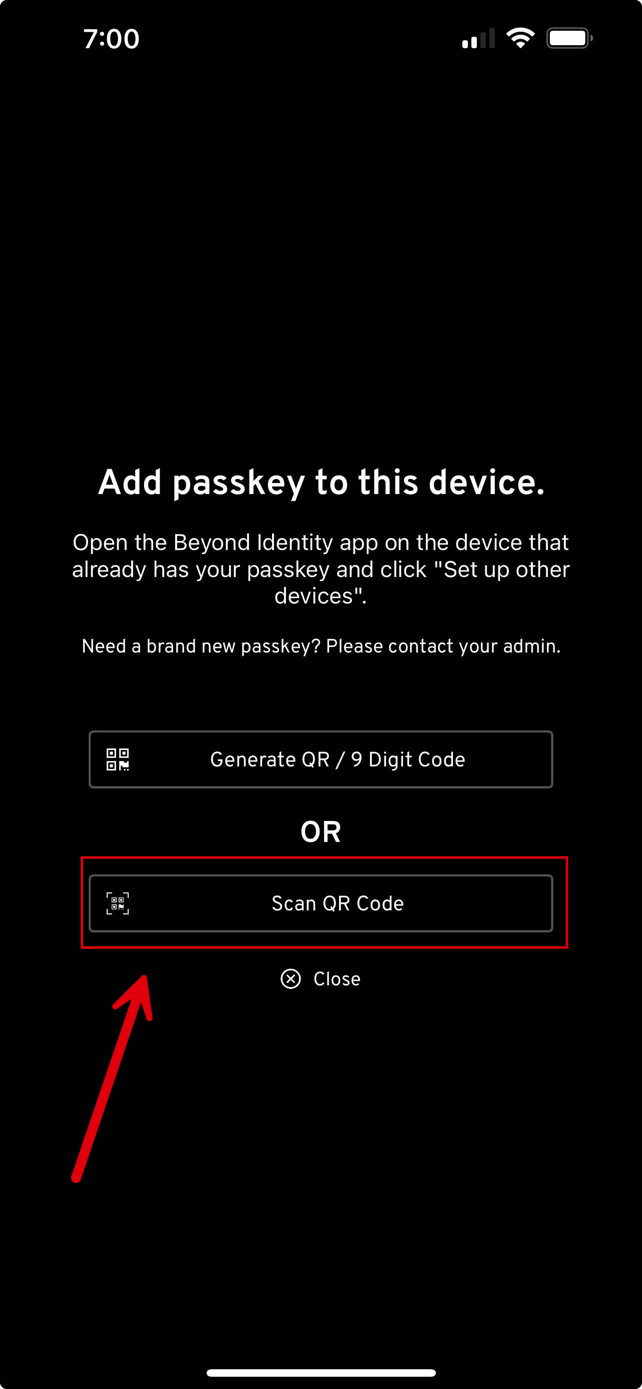 7:00
Add passkey to this device.
Open the Beyond Identity app on the device that
already has your passkey and click "Set up other
devices".
Need a brand new passkey? Please contact your admin.
Generate QR / 9 Digit Code
OR
Scan QR Code
Close